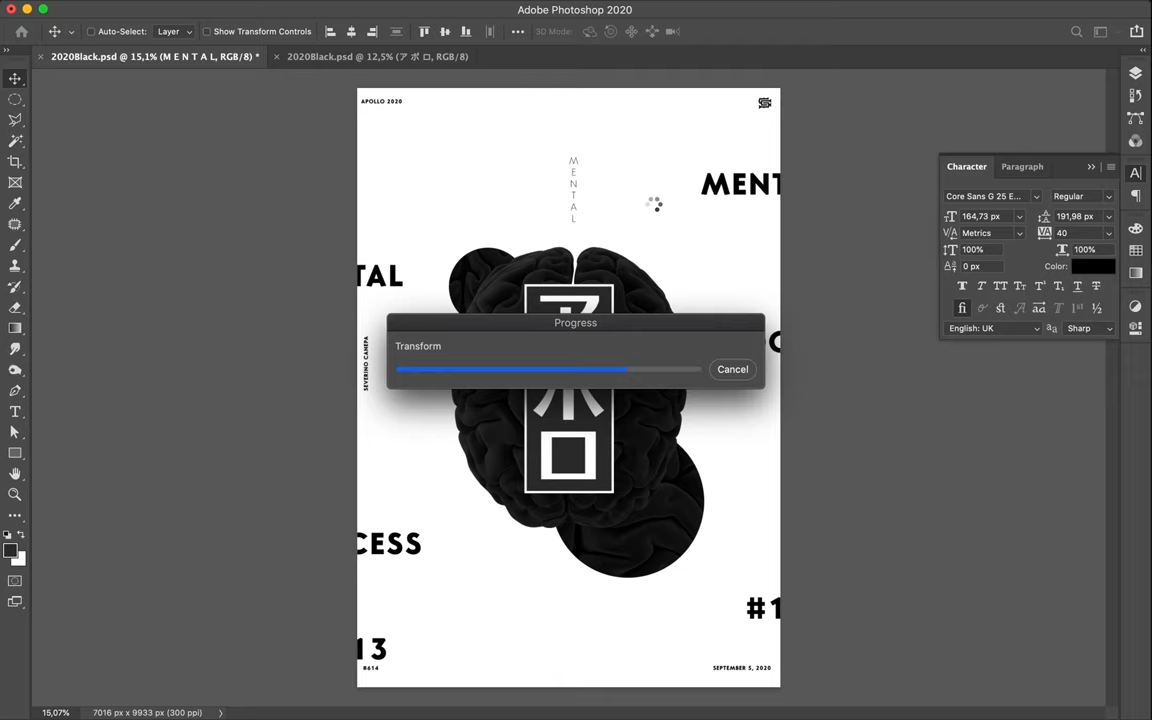 Adobe Photoshop 2020
Auto-Select: Layer Show Transform Controls 3D Mode:
2020Black.psd @ 15,1% (M E N T A L, RGB/8) * 2020Black.psd @ 12,5% (ア ポ ロ, RGB/8)
APOLLO 2020
M
E
N
T
A
L
MENT
TAL
SEVERINO CANEPA
Progress
Transform
Cancel
ロ
CESS
#1
13
#614
SEPTEMBER 5, 2020
Character Paragraph
Core Sans G 25 E... Regular
164,73 px 191,98 px
Metrics 40
100% 100%
0 px Color:
English: UK Sharp
15,07% 7016 px x 9933 px (300 ppi)